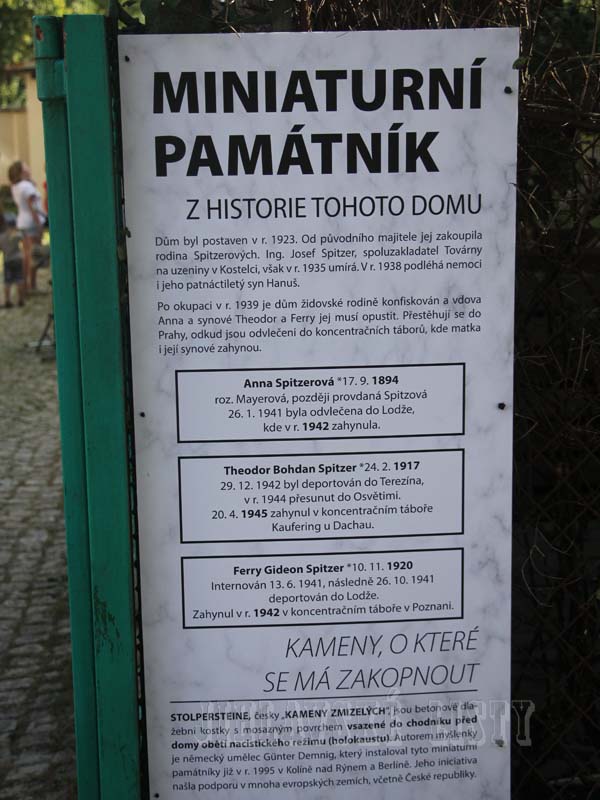 MINIATURNÍ
PAMÁTNÍK
Z HISTORIE TOHOTO DOMU
Dům byl postaven v r. 1923. Od původního majitele jej zakoupila
rodina Spitzerových. Ing. Josef Spitzer, spoluzakladatel Továrny
na uzeniny v Kostelci, však v r. 1935 umírá. V r. 1938 podléhá nemoci
i jeho patnáctiletý syn Hanuš.
Po okupaci v r. 1939 je dům židovské rodině konfiskován a vdova
Anna a synové Theodor a Ferry jej musí opustit. Přestěhují se do
Prahy, odkud jsou odvlečeni do koncentračních táborů, kde matka
i její synové zahynou.
Anna Spitzerová *17. 9. 1894
roz. Mayerová, později provdaná Spitzová
26. 1. 1941 byla odvlečena do Lodže,
kde v r. 1942 zahynula.
Theodor Bohdan Spitzer *24. 2. 1917
29. 12. 1942 byl deportován do Terezína,
v r. 1944 přesunut do Osvětimi.
20. 4. 1945 zahynul v koncentračním táboře
Kaufering u Dachau.
Ferry Gideon Spitzer *10. 11. 1920
Internován 13. 6. 1941, následně 26. 10. 1941
deportován do Lodže.
Zahynul v r. 1942 v koncentračním táboře v Poznani.
KAMENY, O KTERÉ
SE MÁ ZAKOPNOUT
STOLPERSTEINE, česky „KAMENY ZMIZELÝCH", jsou betonové dla-
žební kostky s mosazným povrchem vsazené do chodníku před
domy obětí nacistického režimu (holokaustu). Autorem myšlenky
je německý umělec Günter Demnig, který instaloval tyto miniaturní
památníky již v r. 1995 v Kolíně nad Rýnem a Berlíně. Jeho iniciativa
našla podporu v mnoha evropských zemích, včetně České republiky.